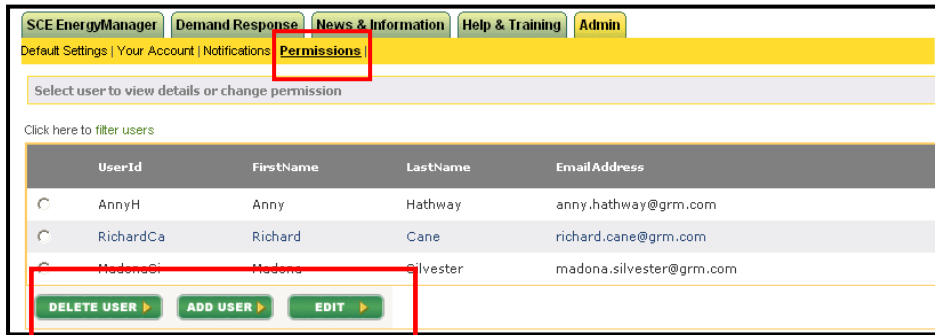 SCE EnergyManager Demand Response News & Information Help & Training Admin
Default Settings | Your Account | Notifications | Permissions |
Select user to view details or change permission
Click here to filter users
UserId FirstName LastName EmailAddress
AnnyH Anny Hathway anny.hathway@grm.com
RichardCa Richard Cane richard.cane@grm.com
MadonaSi Madona Silvester madona.silvester@grm.com
DELETE USER ADD USER EDIT